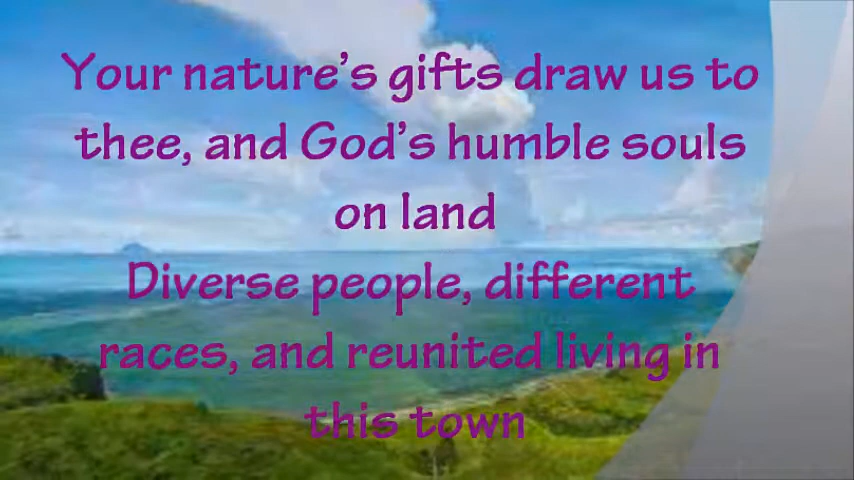 Your nature's gifts draw us to
thee, and God's humble souls
on land
Diverse people, different
races, and reunited living in
this town